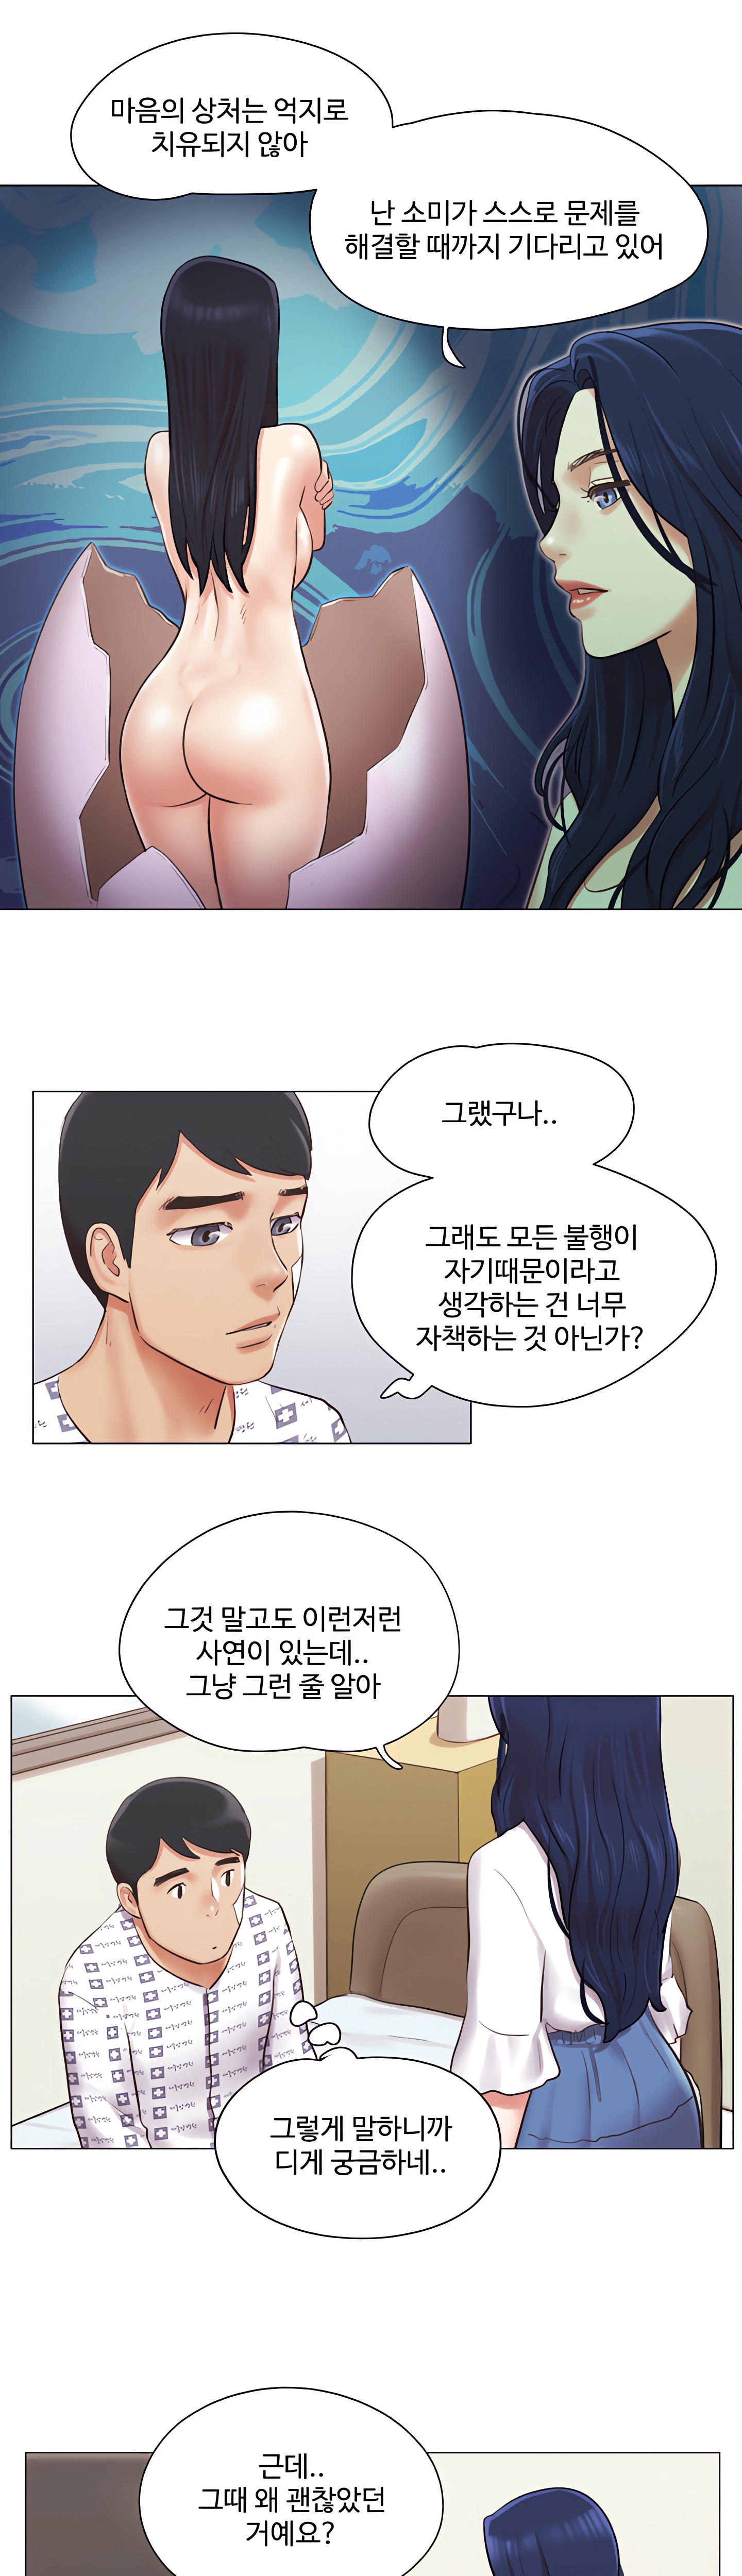 마음의 상처는 억지로
치유되지 않아
난 소미가 스스로 문제를
해결할 때까지 기다리고 있어
그랬구나..
그래도 모든 불행이
자기때문이라고
생각하는 건 너무
자책하는 것 아닌가?
그것 말고도 이런저런
사연이 있는데..
그냥 그런 줄 알아
그렇게 말하니까
디게 궁금하네..
근데..
그때 왜 괜찮았던
거예요?